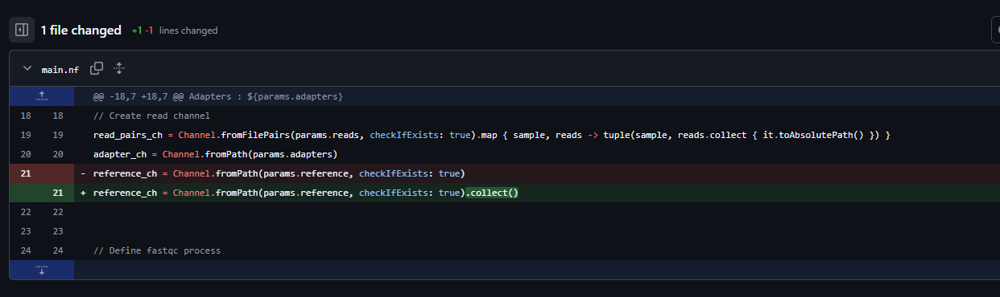 1 file changed +1 -1 lines changed
main.nf
@@ -18,7 +18,7 @@ Adapters : ${params.adapters}
18 18 // Create read channel
19 19 read_pairs_ch = Channel.fromFilePairs(params.reads, checkIfExists: true).map { sample, reads -> tuple(sample, reads.collect { it.toAbsolutePath() }) }
20 20 adapter_ch = Channel.fromPath(params.adapters)
21 - reference_ch = Channel.fromPath(params.reference, checkIfExists: true)
21 + reference_ch = Channel.fromPath(params.reference, checkIfExists: true).collect()
22 22
23 23
24 24 // Define fastqc process